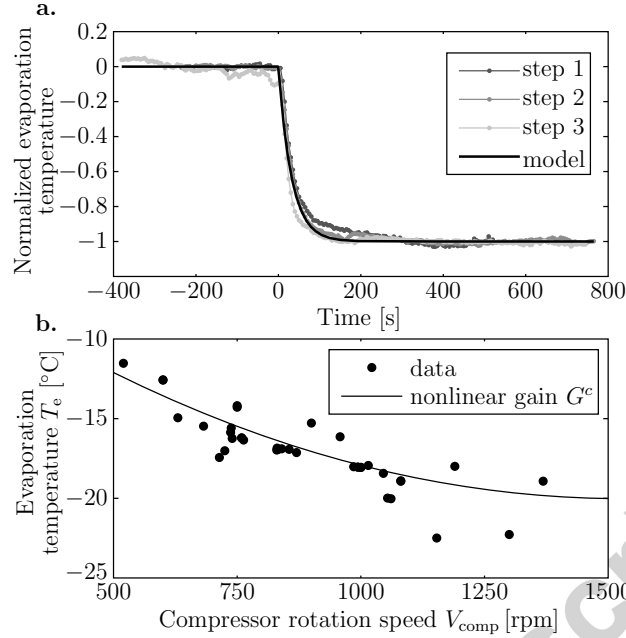 a.
0.2
0
−0.2
−0.4
−0.6
−0.8
−1
Normalized evaporation
temperature
step 1
step 2
step 3
model
−400 −200 0 200 400 600 800
Time [s]
b.
−10
−15
−20
−25
Evaporation
temperature Te [°C]
data
nonlinear gain Gc
500 750 1000 1250 1500
Compressor rotation speed Vcomp [rpm]